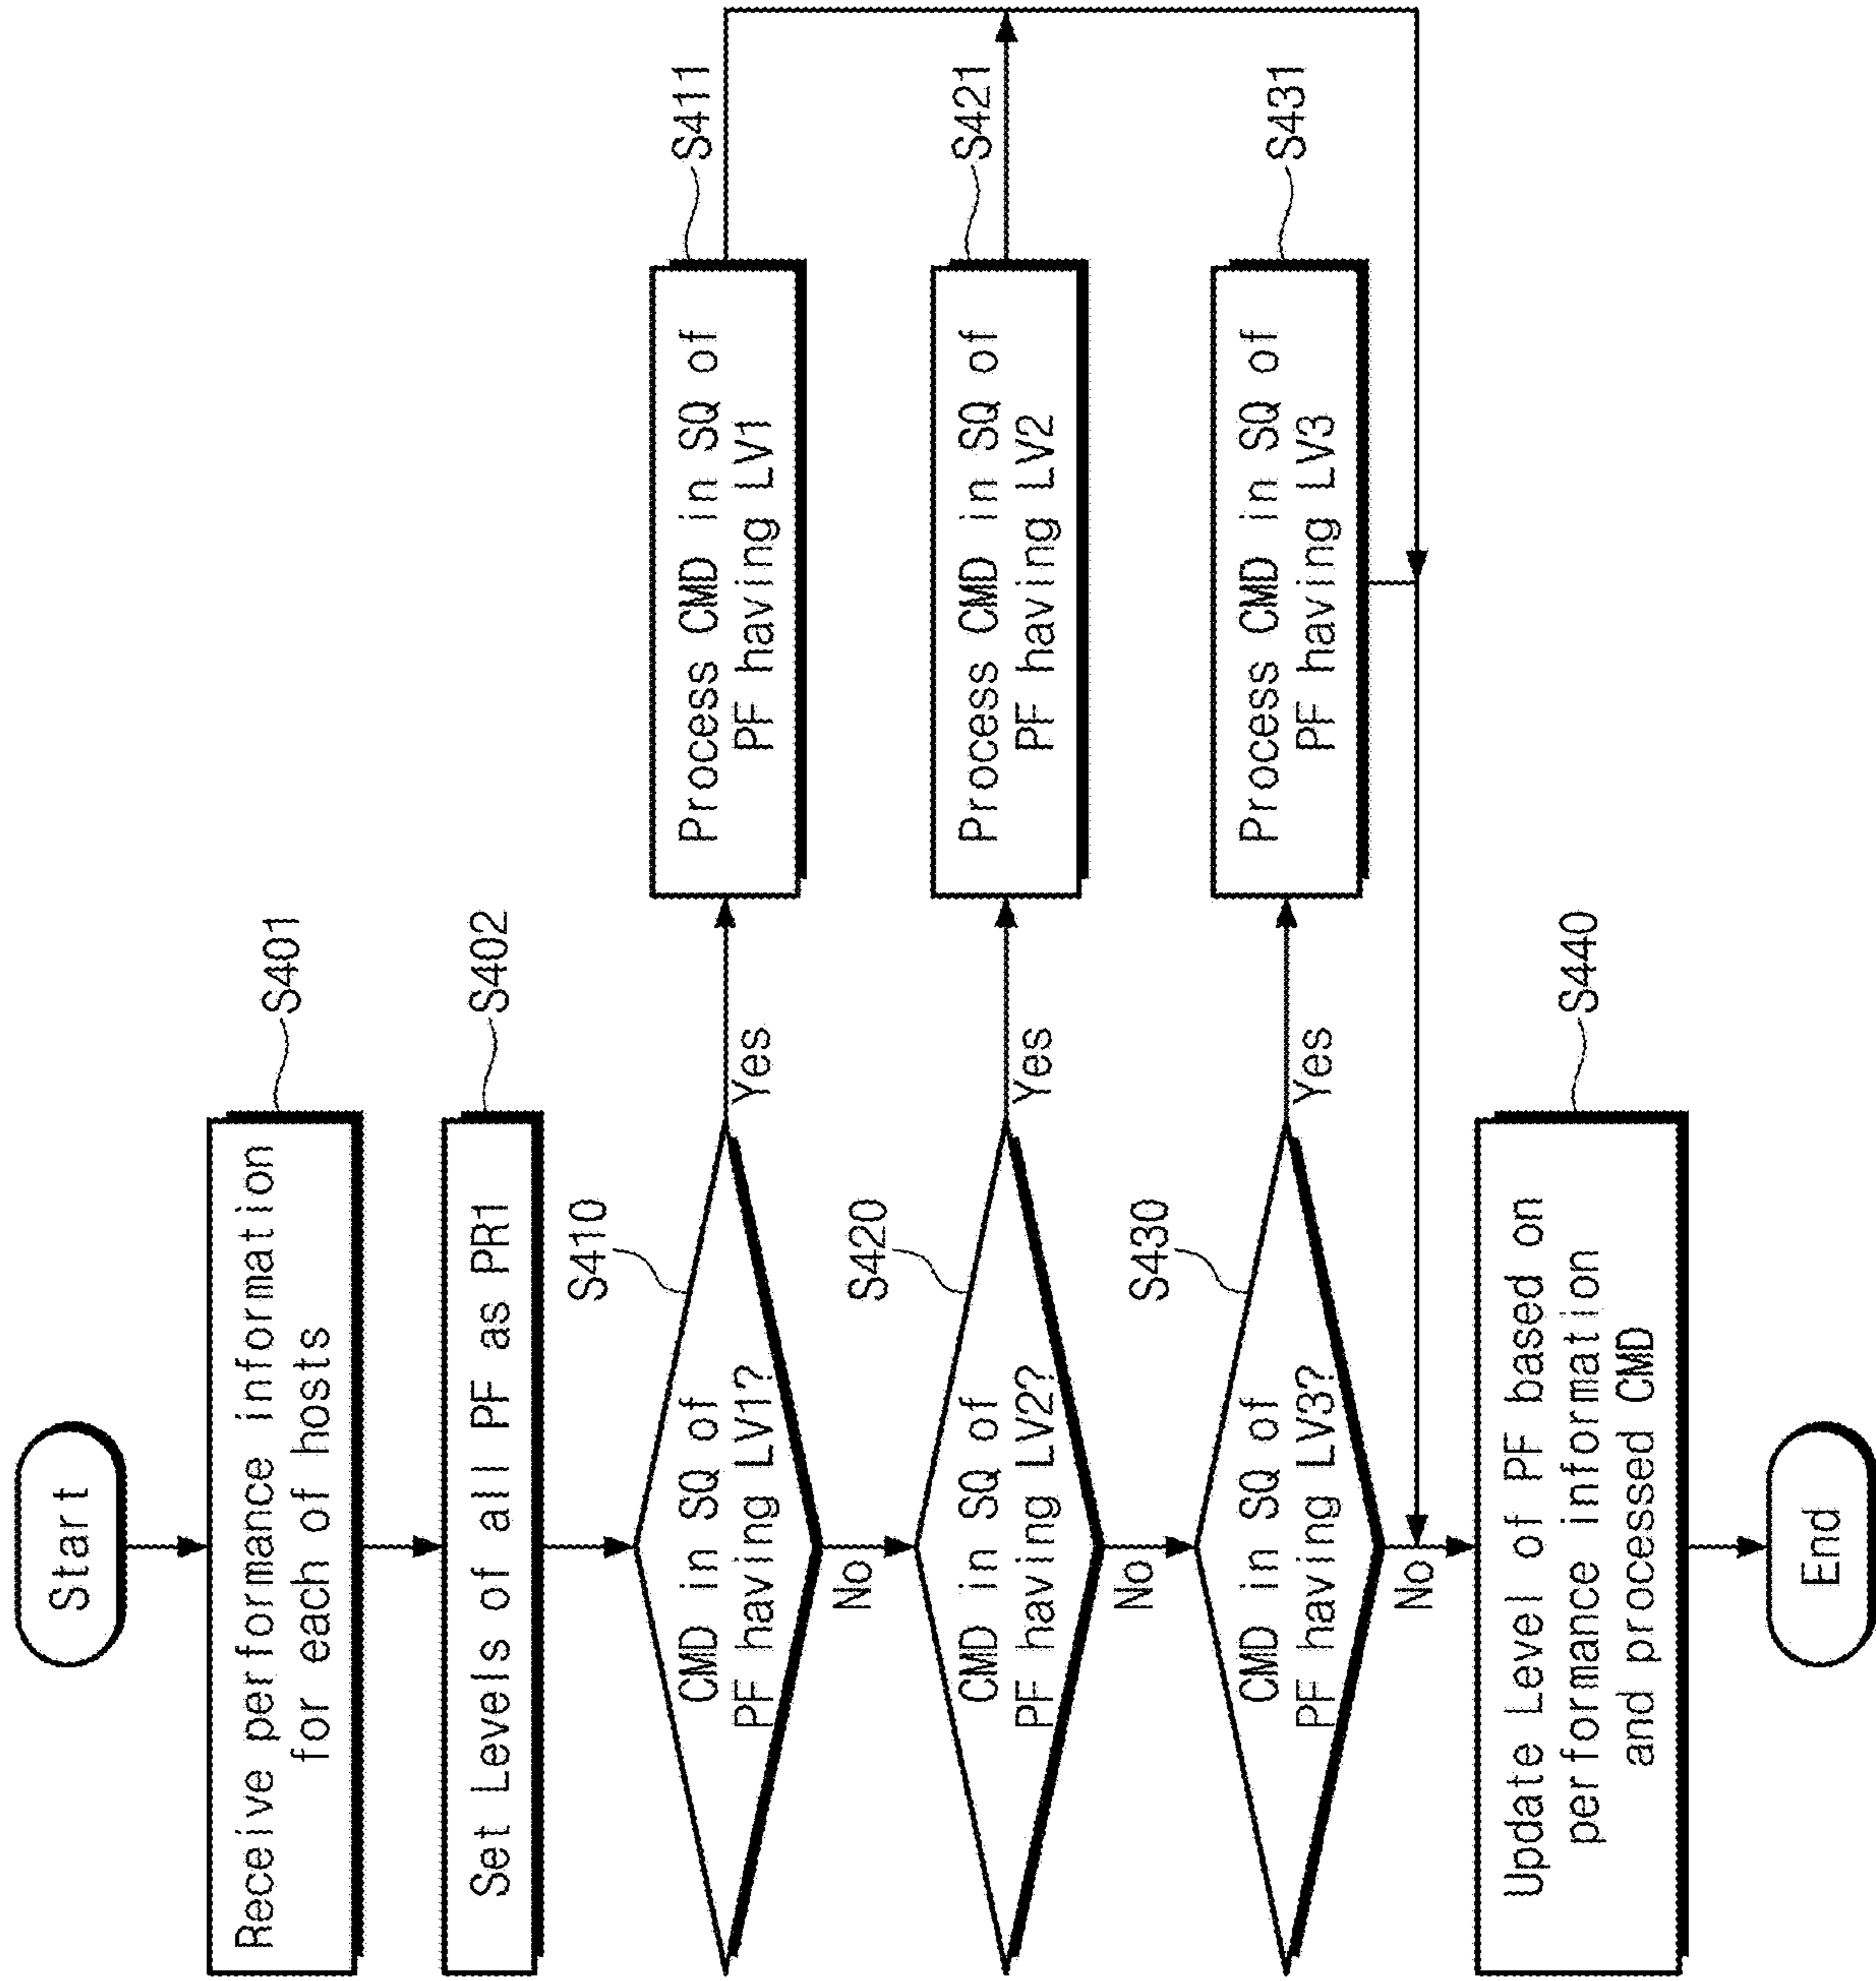 Start
Receive performance information
for each of hosts
S401
Set Levels of all PF as PR1
S402
CMD in SQ of
PF having LV1?
S410
Yes
No
Process CMD in SQ of
PF having LV1
S411
CMD in SQ of
PF having LV2?
S420
Yes
No
Process CMD in SQ of
PF having LV2
S421
CMD in SQ of
PF having LV3?
S430
Yes
No
Process CMD in SQ of
PF having LV3
S431
Update Level of PF based on
performance information
and processed CMD
S440
End